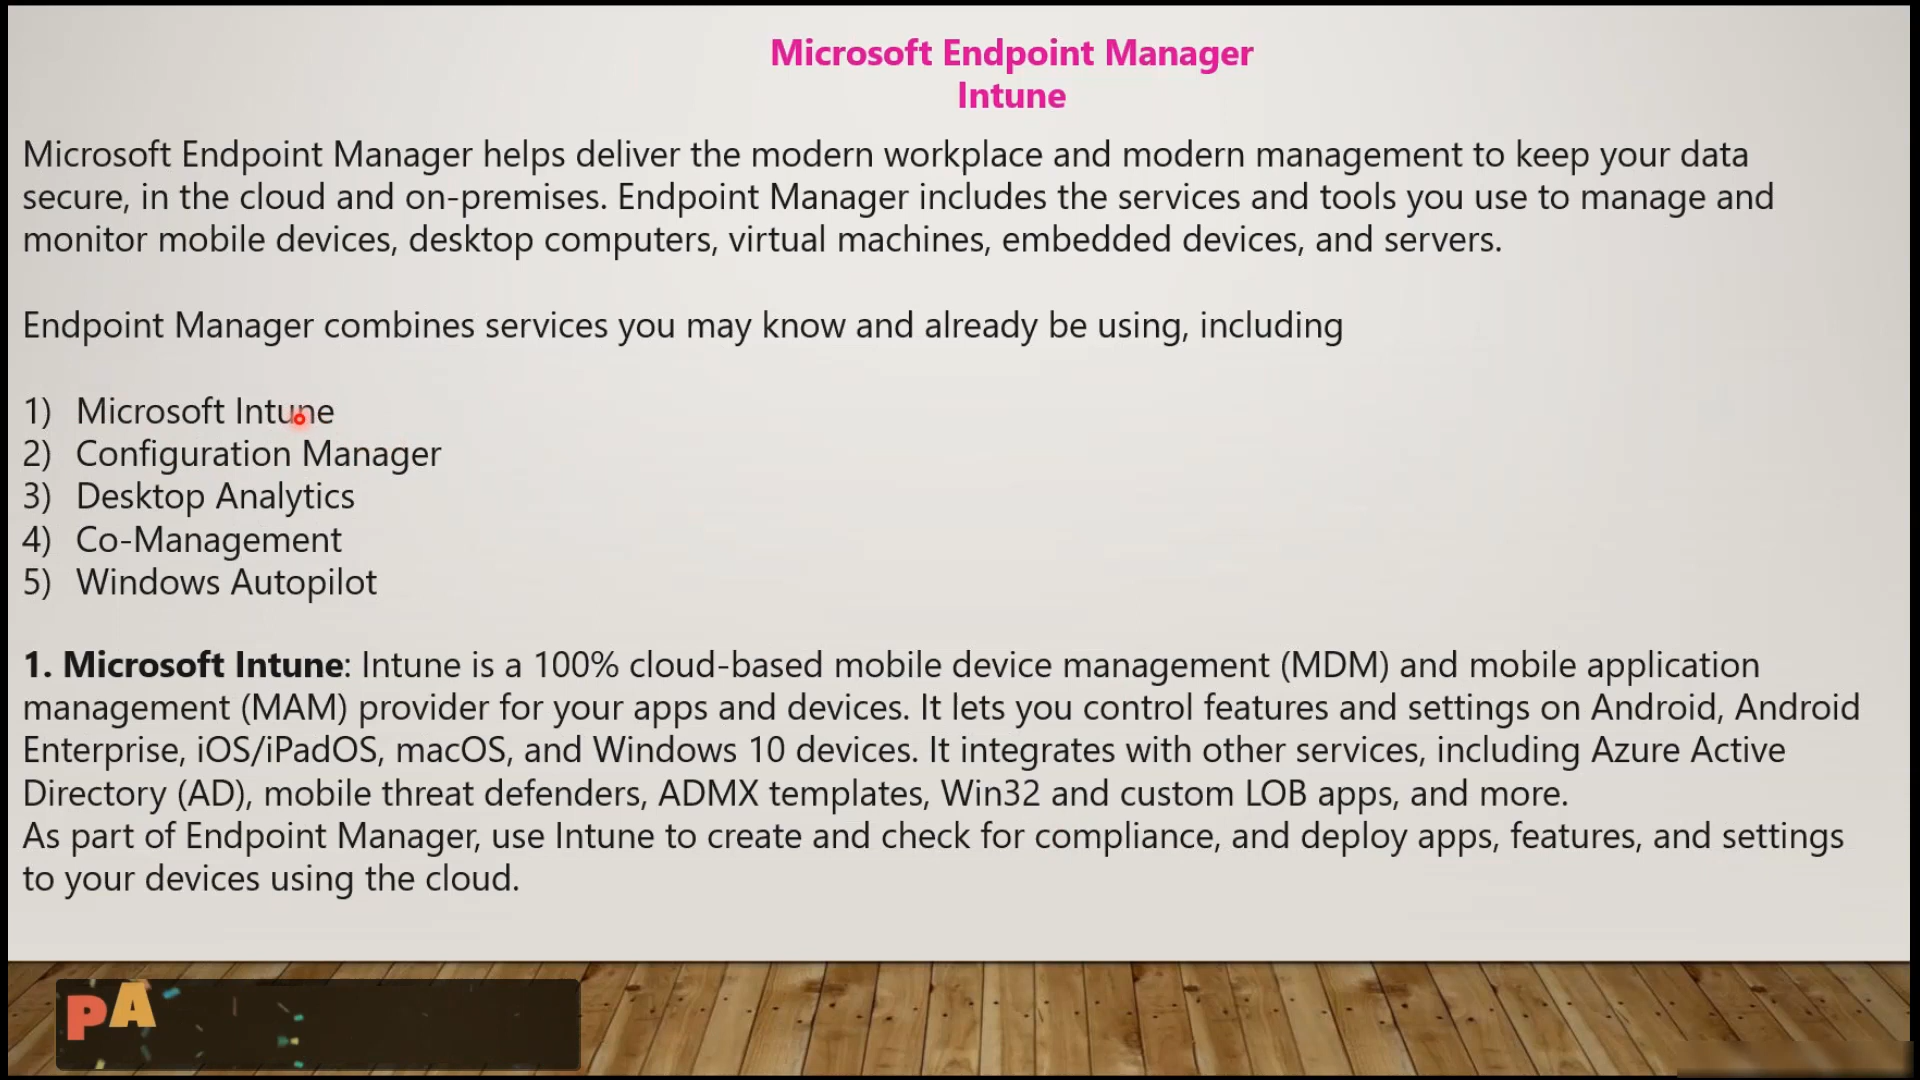 Microsoft Endpoint Manager
Intune
Microsoft Endpoint Manager helps deliver the modern workplace and modern management to keep your data
secure, in the cloud and on-premises. Endpoint Manager includes the services and tools you use to manage and
monitor mobile devices, desktop computers, virtual machines, embedded devices, and servers.
Endpoint Manager combines services you may know and already be using, including
1) Microsoft Intune
2) Configuration Manager
3) Desktop Analytics
4) Co-Management
5) Windows Autopilot
1. Microsoft Intune: Intune is a 100% cloud-based mobile device management (MDM) and mobile application
management (MAM) provider for your apps and devices. It lets you control features and settings on Android, Android
Enterprise, iOS/iPadOS, macOS, and Windows 10 devices. It integrates with other services, including Azure Active
Directory (AD), mobile threat defenders, ADMX templates, Win32 and custom LOB apps, and more.
As part of Endpoint Manager, use Intune to create and check for compliance, and deploy apps, features, and settings
to your devices using the cloud.
PA